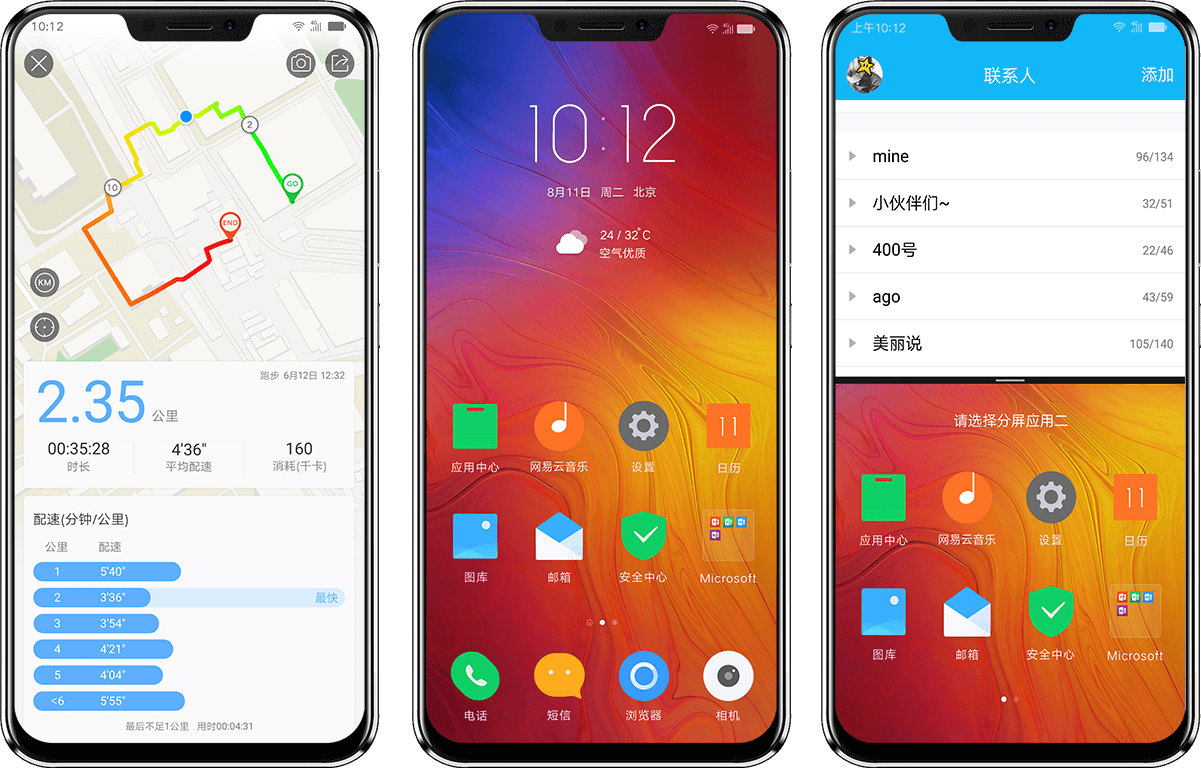 10:12
4G
2
GO
10
END
KM
跑步 6月12日 12:32
2.35 公里
00:35:28 4'36" 160
时长 平均配速 消耗(千卡)
配速(分钟/公里)
公里 配速
1 5'40"
2 3'36" 最快
3 3'54"
4 4'21"
5 4'04"
<6 5'55"
最后不足1公里 用时00:04:31
4G
10:12
8月11日 周二 北京
24 / 32°C
空气优质
11
应用中心 网易云音乐 设置 日历
图库 邮箱 安全中心 Microsoft
电话 短信 浏览器 相机
上午10:12
4G
联系人 添加
mine 96/134
小伙伴们~ 32/51
400号 22/46
ago 43/59
美丽说 105/140
请选择分屏应用二
11
应用中心 网易云音乐 设置 日历
图库 邮箱 安全中心 Microsoft